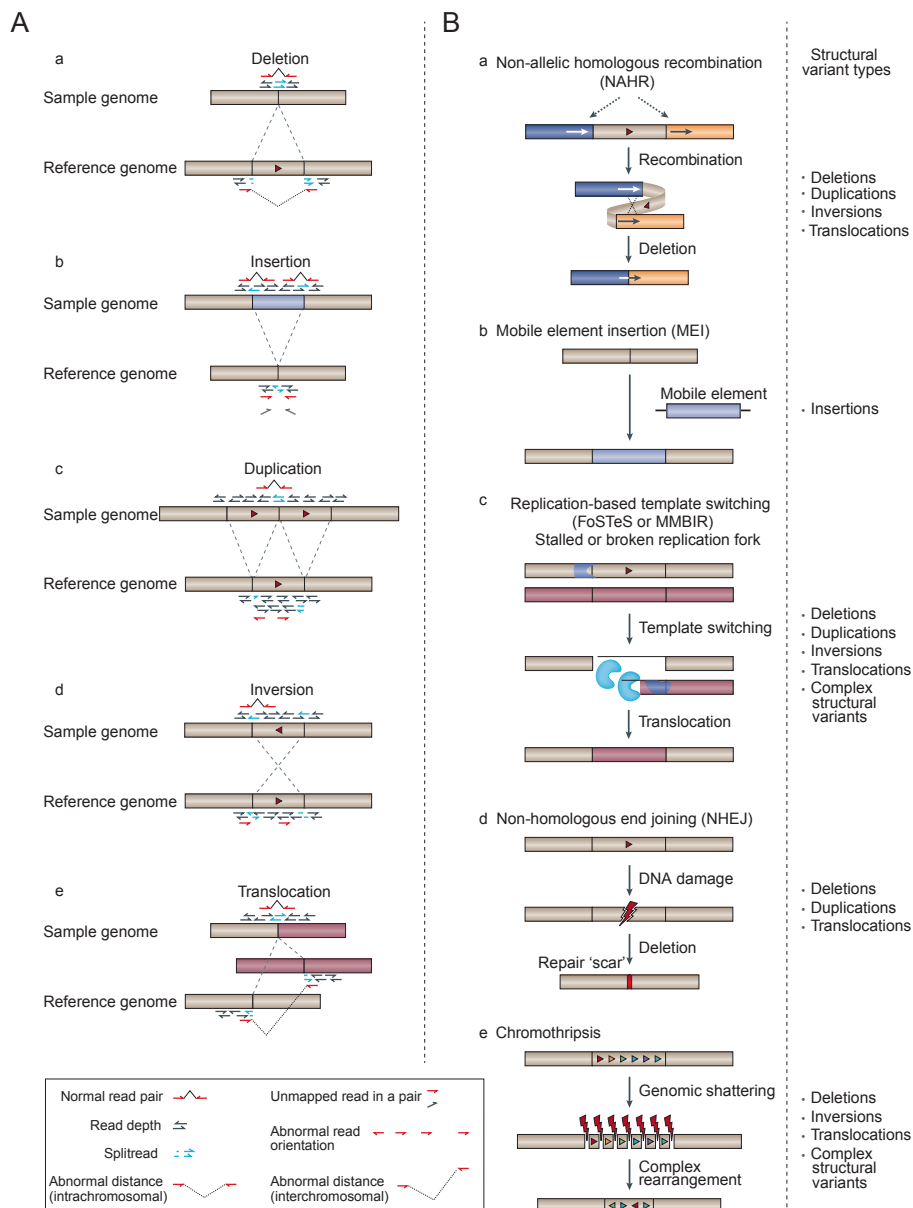 A
a
Deletion
Sample genome
Reference genome
b
Insertion
Sample genome
Reference genome
c
Duplication
Sample genome
Reference genome
d
Inversion
Sample genome
Reference genome
e
Translocation
Sample genome
Reference genome
Normal read pair
Read depth
Splitread
Abnormal distance
(intrachromosomal)
Unmapped read in a pair
Abnormal read
orientation
Abnormal distance
(interchromosomal)
B
Structural
variant types
a Non-allelic homologous recombination
(NAHR)
Recombination
Deletion
· Deletions
· Duplications
· Inversions
· Translocations
b Mobile element insertion (MEI)
Mobile element
· Insertions
c
Replication-based template switching
(FoSTeS or MMBIR)
Stalled or broken replication fork
Template switching
Translocation
· Deletions
· Duplications
· Inversions
· Translocations
· Complex
structural
variants
d Non-homologous end joining (NHEJ)
DNA damage
Deletion
Repair ‘scar’
· Deletions
· Duplications
· Translocations
e Chromothripsis
Genomic shattering
Complex
rearrangement
· Deletions
· Inversions
· Translocations
· Complex
structural
variants